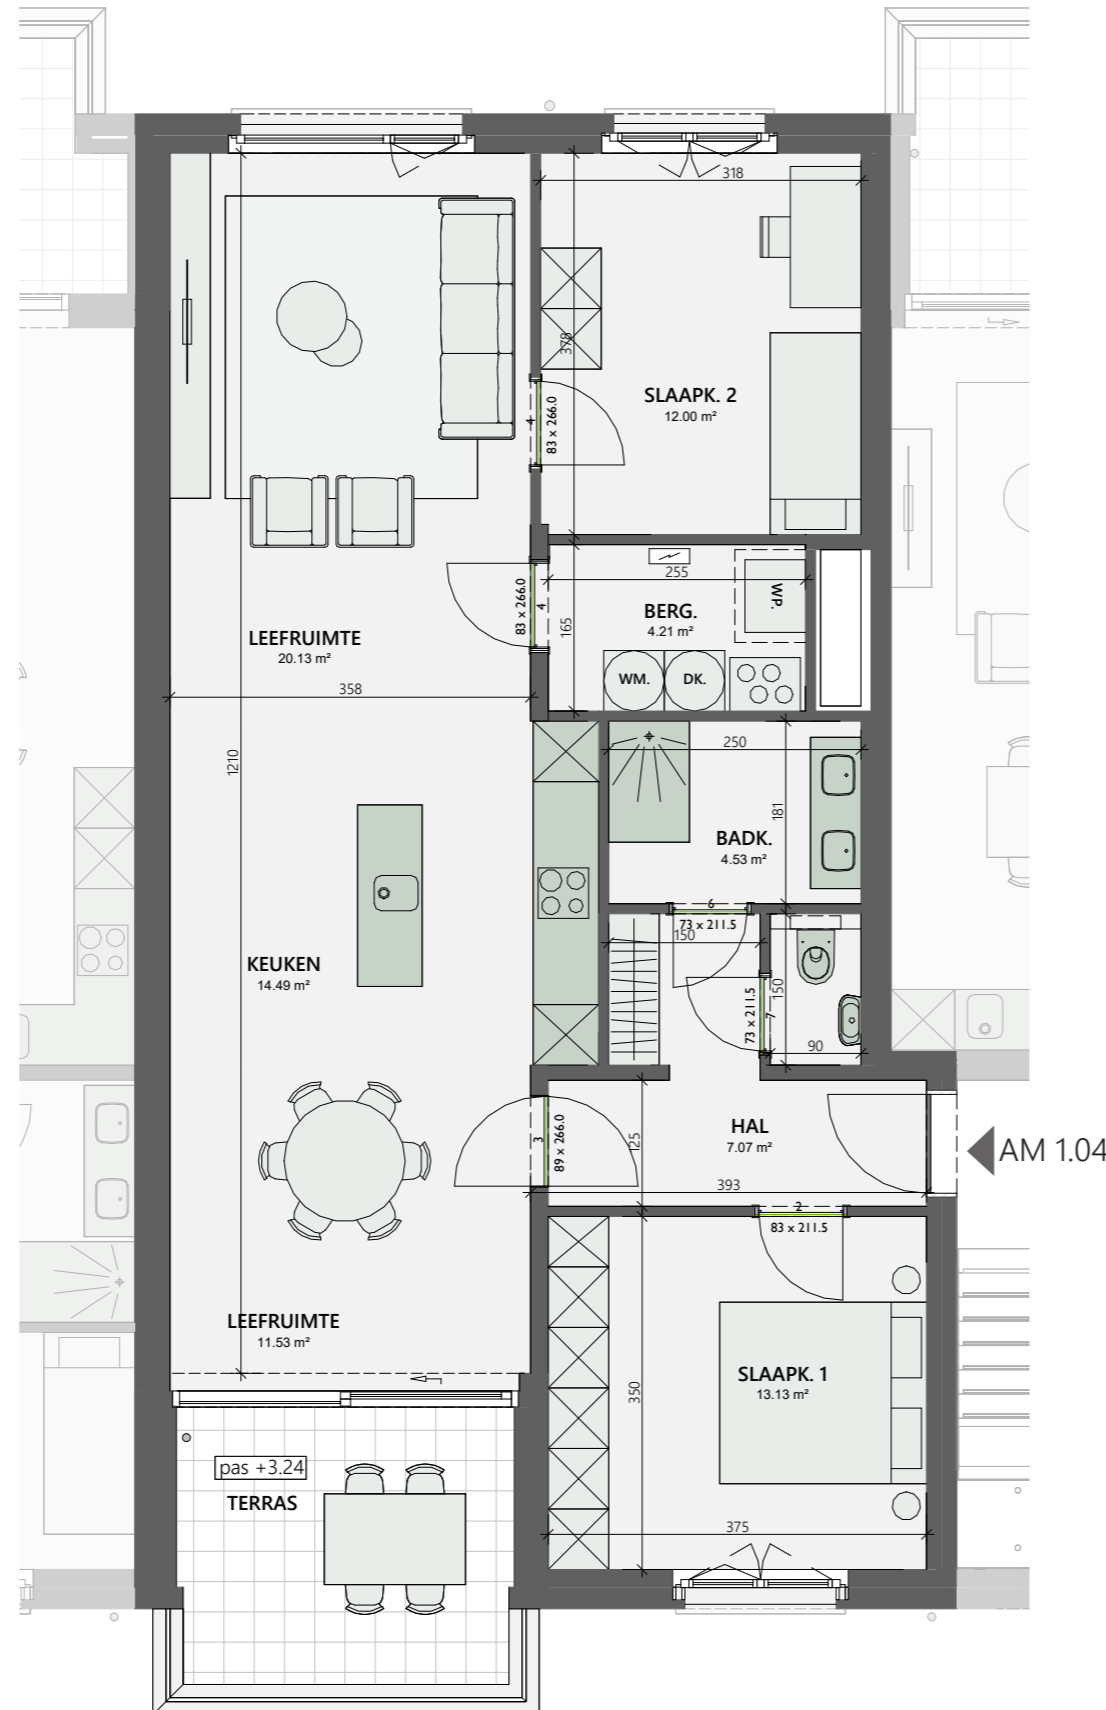 318
378
SLAAPK. 2
12.00 m²
4
83 x 266.0
255
WP.
BERG.
4.21 m²
165
83 x 266.0
4
WM.
DK.
LEEFRUIMTE
20.13 m²
358
1210
250
181
BADK.
4.53 m²
6
73 x 211.5
150
KEUKEN
14.49 m²
73 x 211.5
7
150
90
HAL
7.07 m²
AM 1.04
3
89 x 266.0
125
393
2
83 x 211.5
LEEFRUIMTE
11.53 m²
SLAAPK. 1
13.13 m²
350
pas +3.24
TERRAS
375